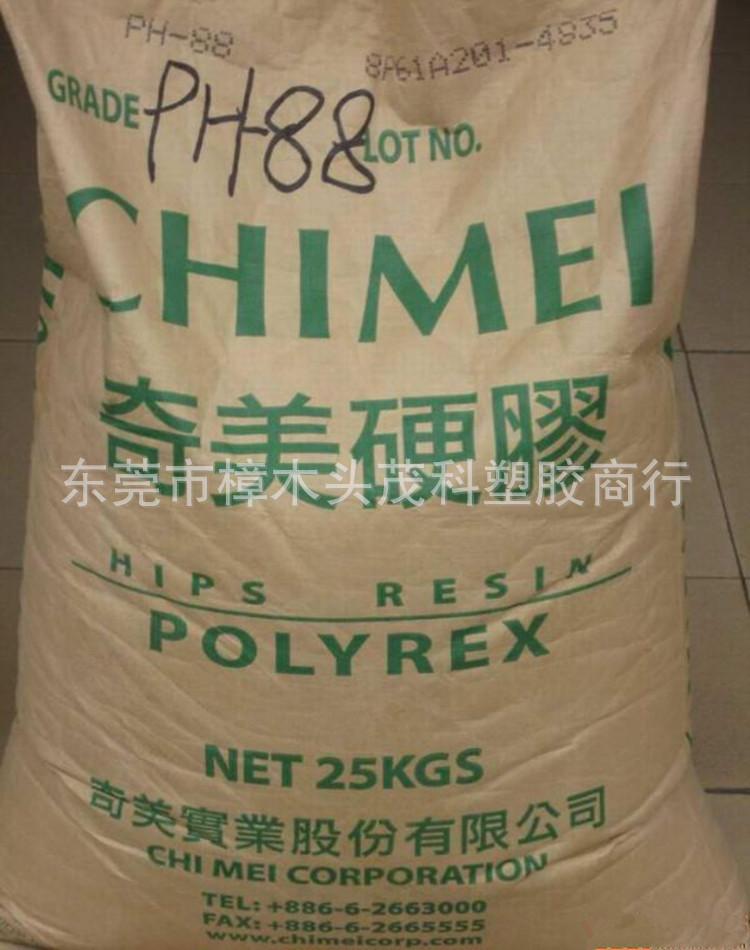 PH-88 8P61A201-4835
GRADE PH-88 LOT NO.
CHIMEI
奇美硬膠
东莞市樟木头茂科塑胶商行
HIPS RESIN
POLYREX
NET 25KGS
奇美實業股份有限公司
CHI MEI CORPORATION
TEL: +886-6-2663000
FAX: +886-6-2665555
www.chimeicorp.com